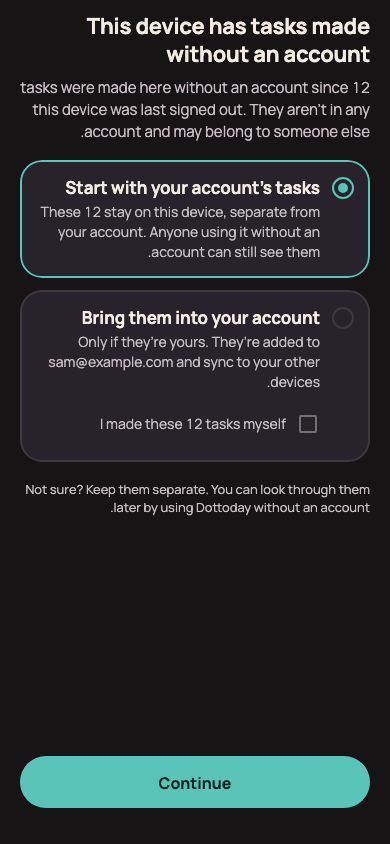 This device has tasks made
without an account
12 tasks were made here without an account since
this device was last signed out. They aren't in any
account and may belong to someone else.
Start with your account's tasks
These 12 stay on this device, separate from
your account. Anyone using it without an
account can still see them.
Bring them into your account
Only if they're yours. They're added to
sam@example.com and sync to your other
devices.
I made these 12 tasks myself
Not sure? Keep them separate. You can look through them
later by using Dottoday without an account.
Continue